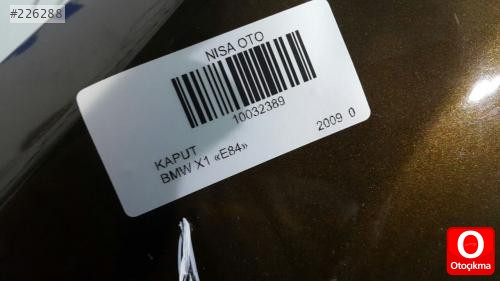 #226288
NISA OTO
10032389
KAPUT
BMW X1 «E84»
2009 0
O
Otoçıkma